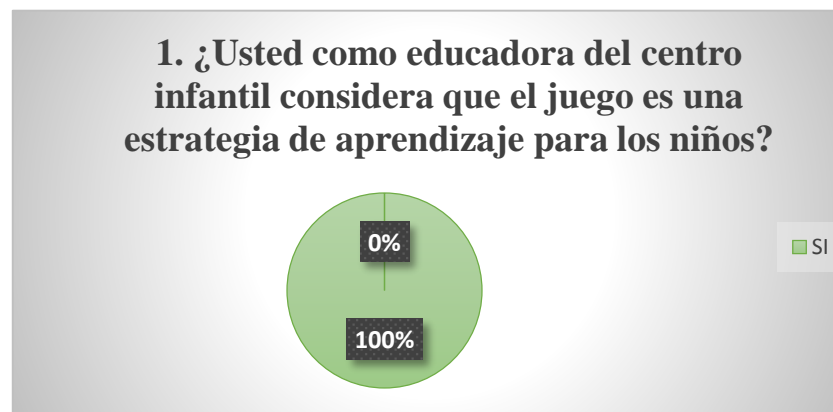 1. ¿Usted como educadora del centro
infantil considera que el juego es una
estrategia de aprendizaje para los niños?
0%
SI
100%